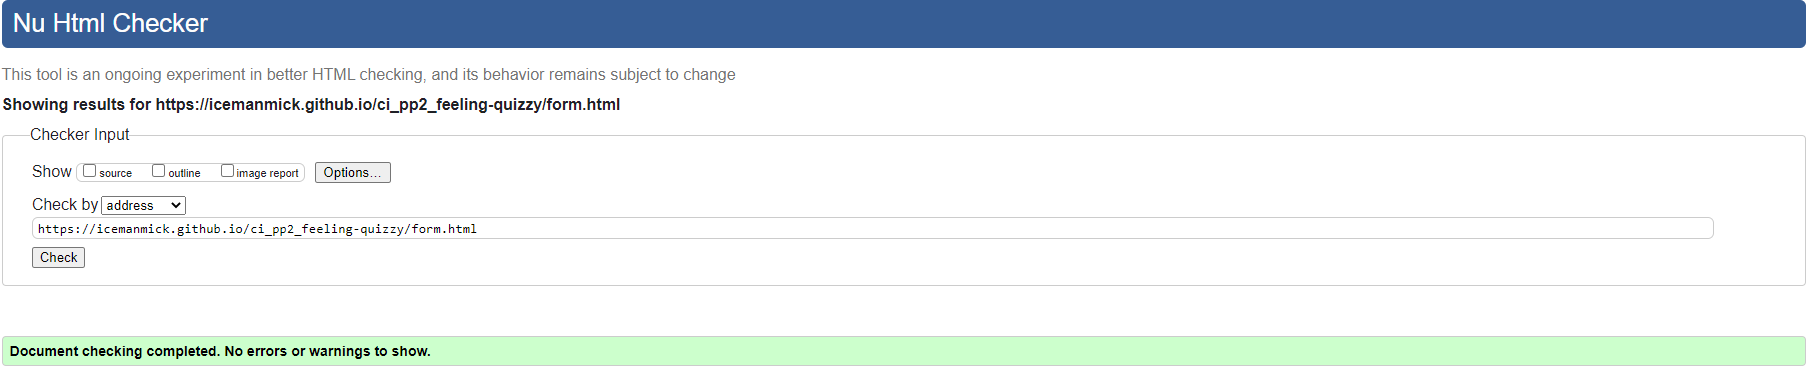 Nu Html Checker
This tool is an ongoing experiment in better HTML checking, and its behavior remains subject to change
Showing results for https://icemanmick.github.io/ci_pp2_feeling-quizzy/form.html
Checker Input
Show source outline image report Options...
Check by address
https://icemanmick.github.io/ci_pp2_feeling-quizzy/form.html
Check
Document checking completed. No errors or warnings to show.